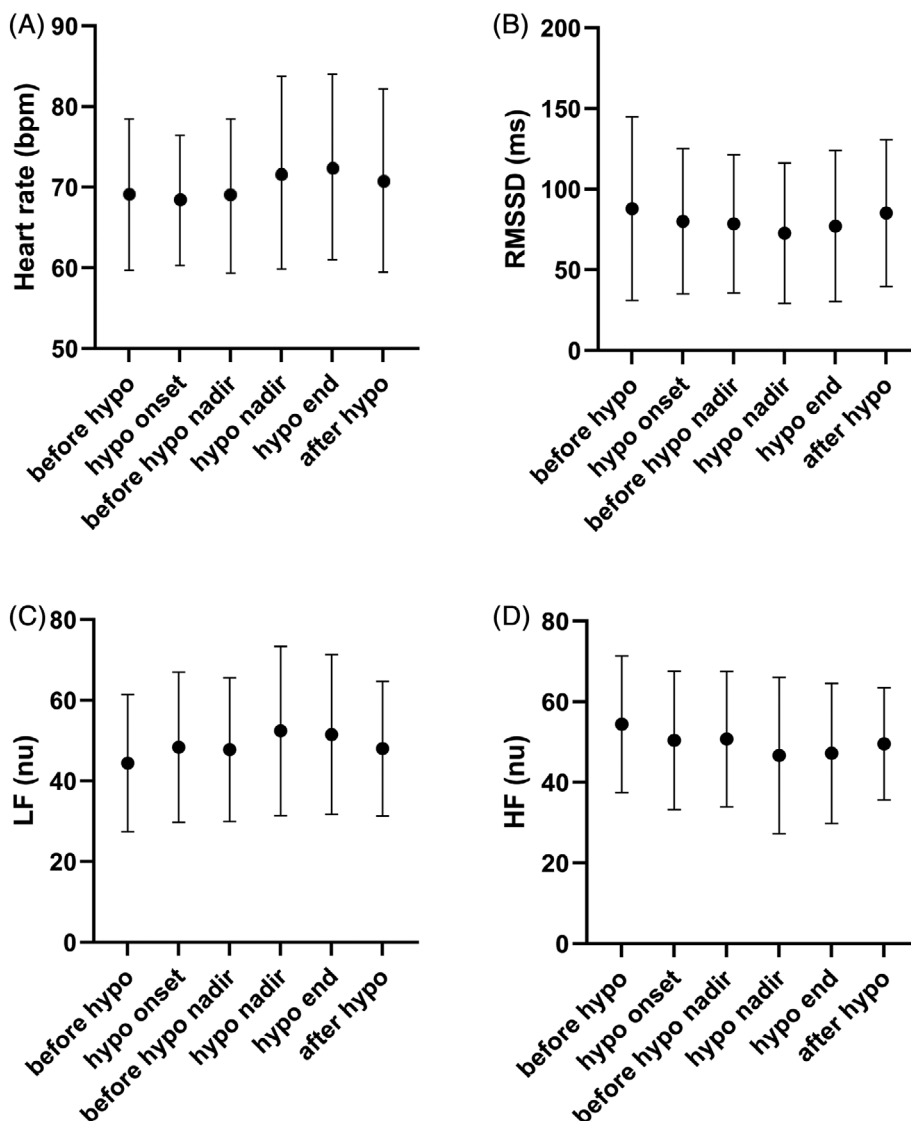 (A)
Heart rate (bpm)
90
80
70
60
50
before hypo
hypo onset
before hypo nadir
hypo nadir
hypo end
after hypo
(B)
RMSSD (ms)
200
150
100
50
0
before hypo
hypo onset
before hypo nadir
hypo nadir
hypo end
after hypo
(C)
LF (nu)
80
60
40
20
0
before hypo
hypo onset
before hypo nadir
hypo nadir
hypo end
after hypo
(D)
HF (nu)
80
60
40
20
0
before hypo
hypo onset
before hypo nadir
hypo nadir
hypo end
after hypo